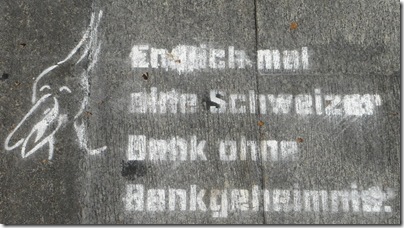 Endlich mal
eine Schweizer
Bank ohne
Bankgeheimnis.